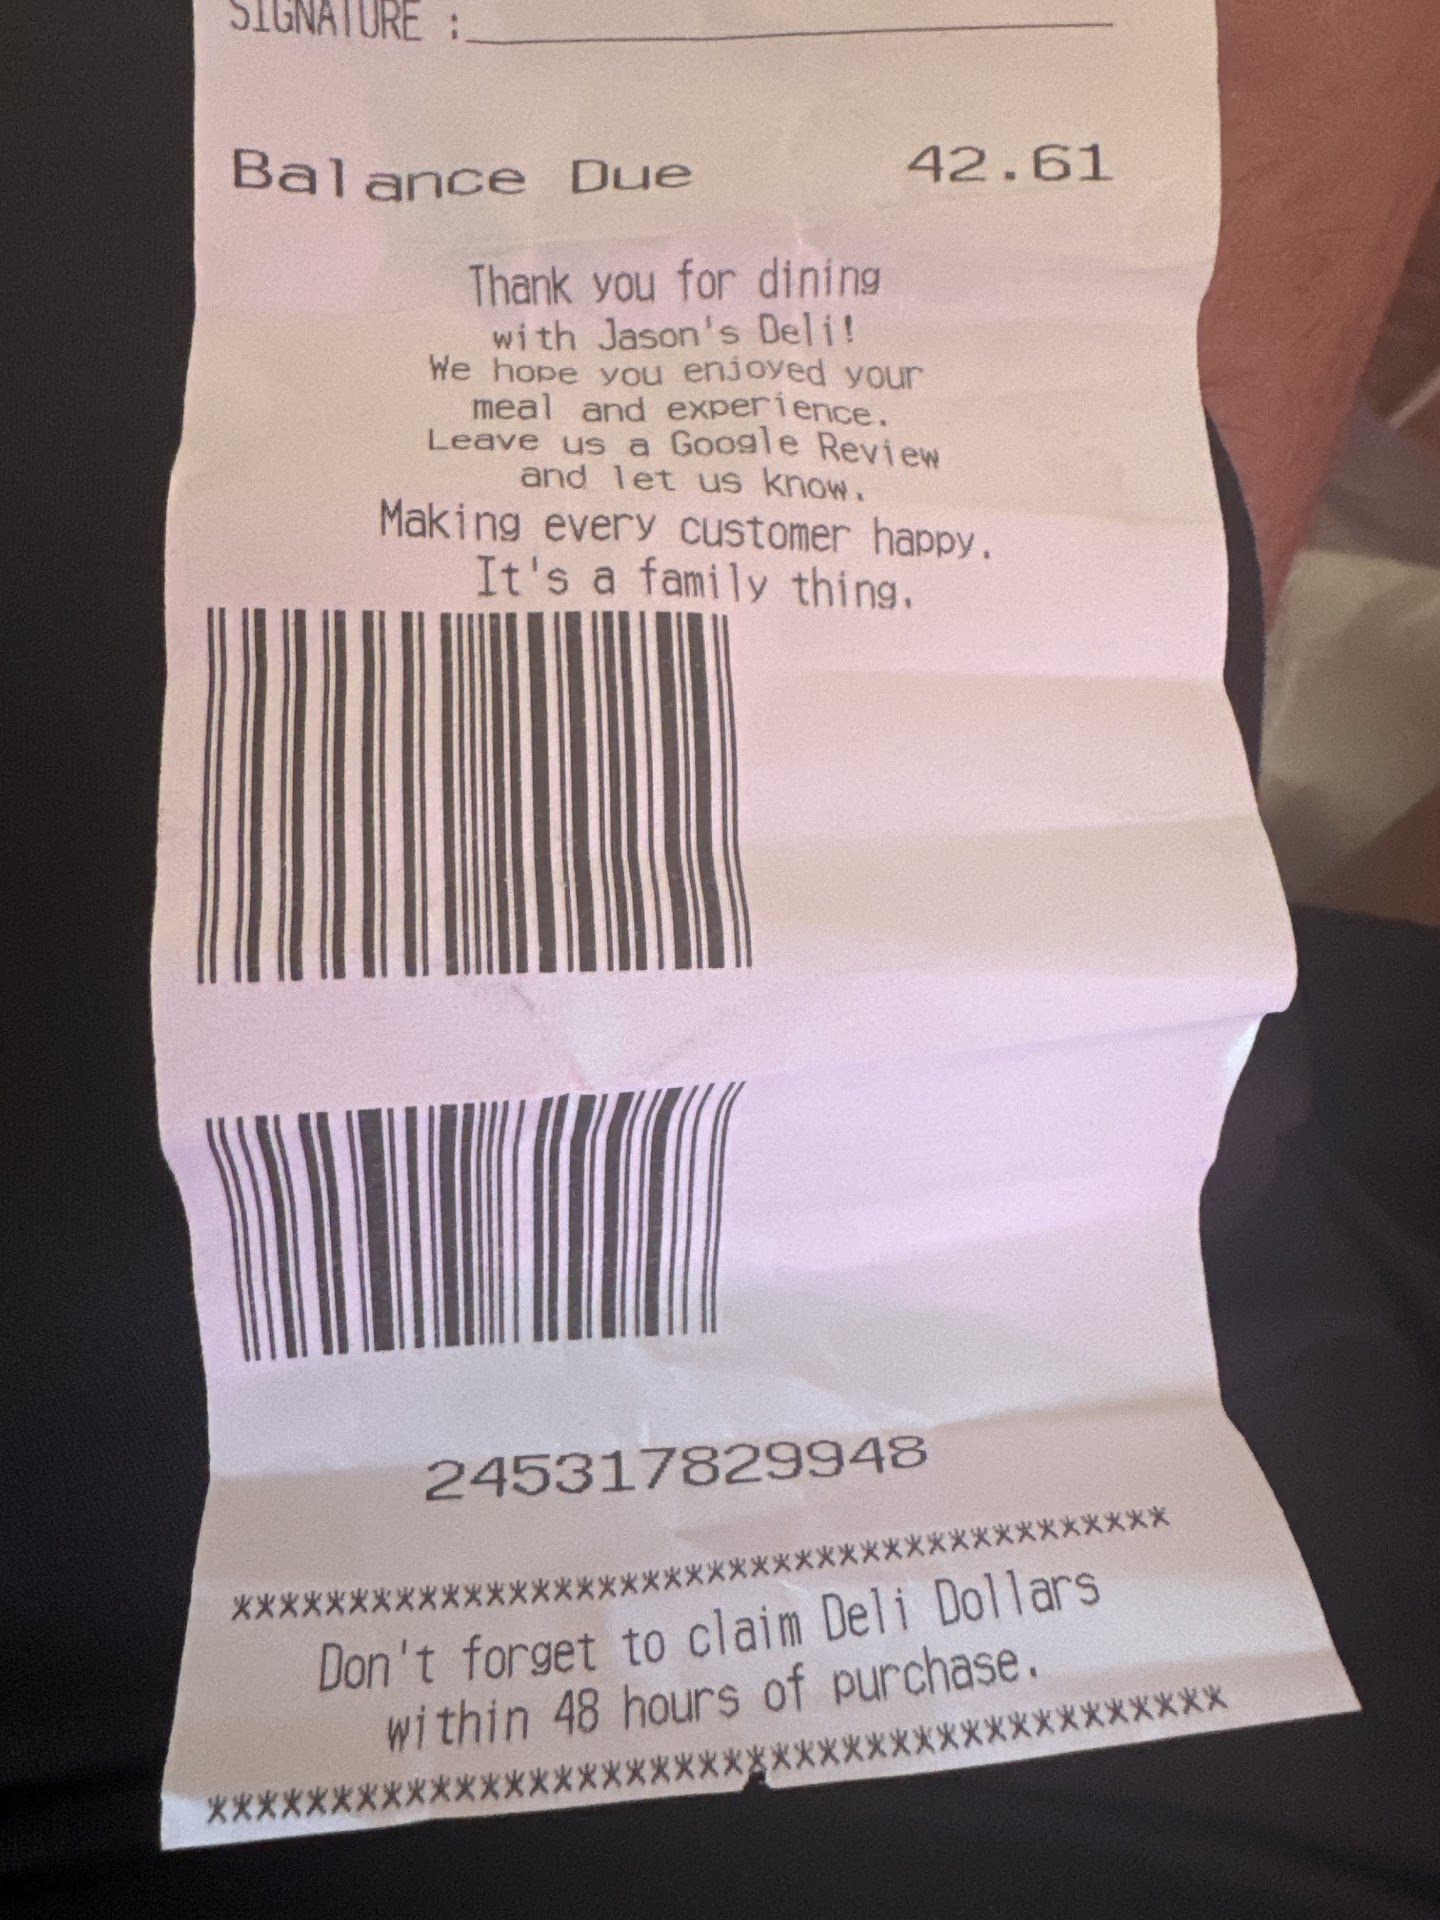 SIGNATURE :
Balance Due 42.61
Thank you for dining
with Jason's Deli!
We hope you enjoyed your
meal and experience.
Leave us a Google Review
and let us know.
Making every customer happy.
It's a family thing.
245317829948
****************************************
Don't forget to claim Deli Dollars
within 48 hours of purchase.
****************************************